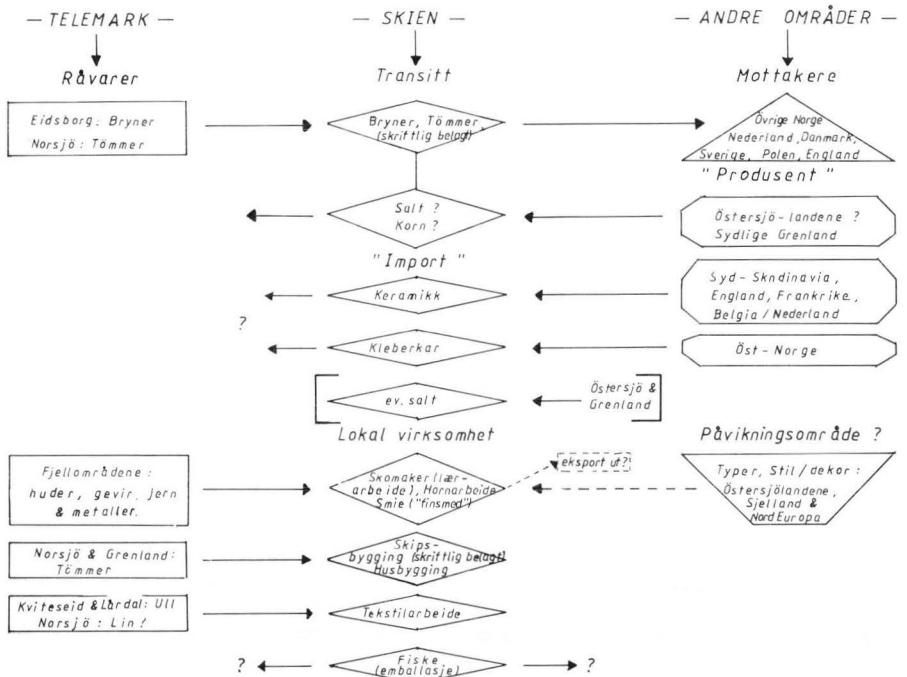 — TELEMARK —
— SKIEN —
— ANDRE OMRÅDER —
Råvarer
Transitt
Mottakere
Eidsborg: Bryner
Norsjö: Tömmer
Bryner, Tömmer
(skriftlig belagt)
Övrige Norge
Nederland, Danmark,
Sverige, Polen, England
"Produsent"
Salt ?
Korn ?
Östersjö-landene ?
Sydlige Grenland
"Import"
Keramikk
Syd-Skndinavia,
England, Frankrike,
Belgia / Nederland
?
Kleberkar
Öst-Norge
ev. salt
Östersjö &
Grenland
Lokal virksomhet
Påvikningsområde ?
Fjellområdene:
huder, gevir, jern
& metaller.
Skomaker (lær-
arbeide), Hornarbeide
Smie ("finsmed")
eksport ut?
Typer, Stil/dekor:
Östersjölandene,
Sjelland &
Nord Europa
Norsjö & Grenland:
Tömmer
Skips-
bygging (skriftlig belagt)
Husbygging
Kviteseid & Lårdal: Ull
Norsjö: Lin?
Tekstilarbeide
?
Fiske
(emballasje)
?